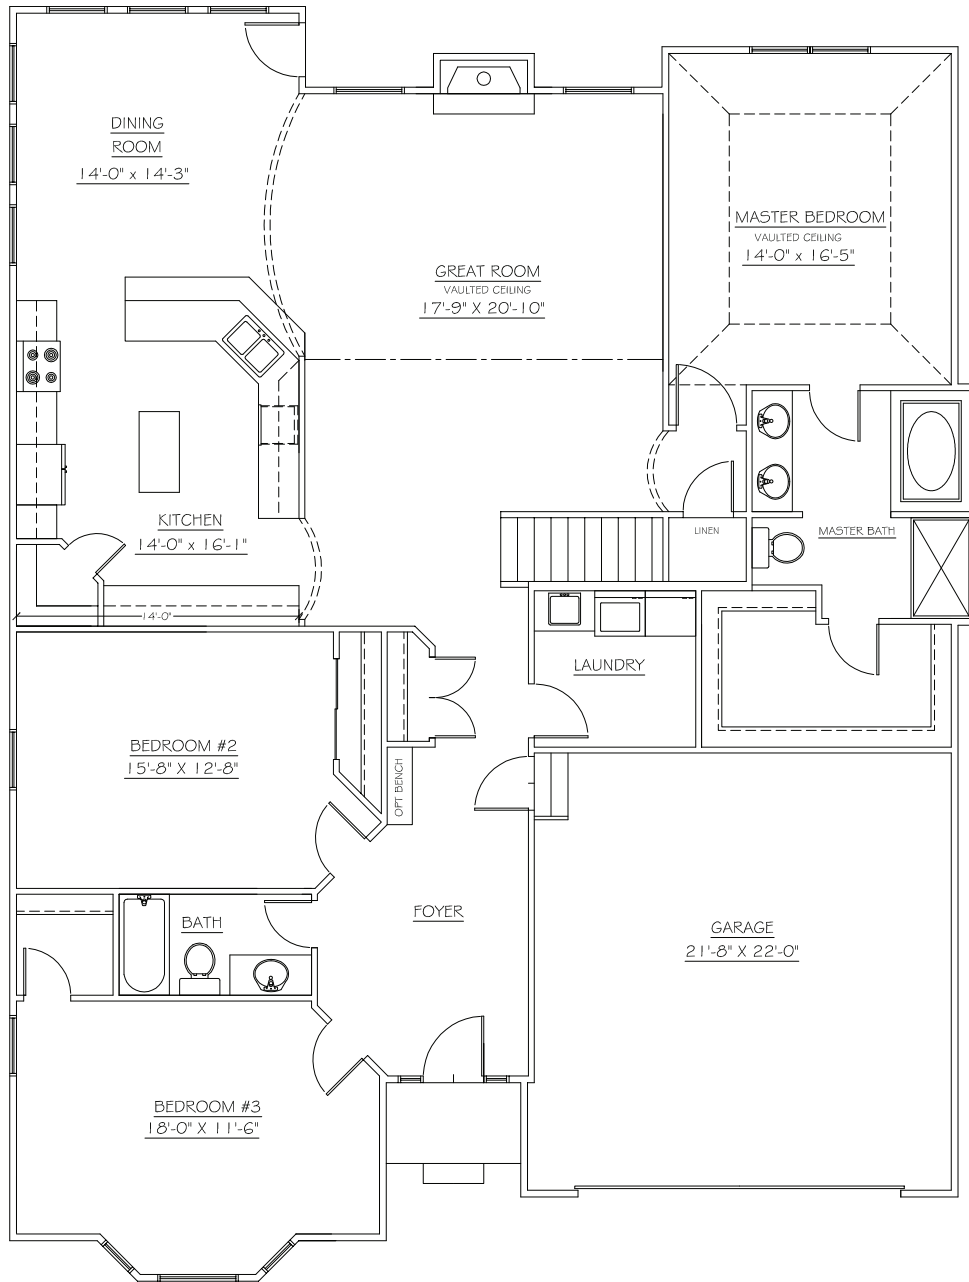 DINING
ROOM
14'-0" x 14'-3"
MASTER BEDROOM
VAULTED CEILING
14'-0" x 16'-5"
GREAT ROOM
VAULTED CEILING
17'-9" X 20'-10"
KITCHEN
14'-0" x 16'-1"
LINEN
MASTER BATH
14'-0"
LAUNDRY
BEDROOM #2
15'-8" X 12'-8"
OPT BENCH
BATH
FOYER
GARAGE
21'-8" X 22'-0"
BEDROOM #3
18'-0" X 11'-6"